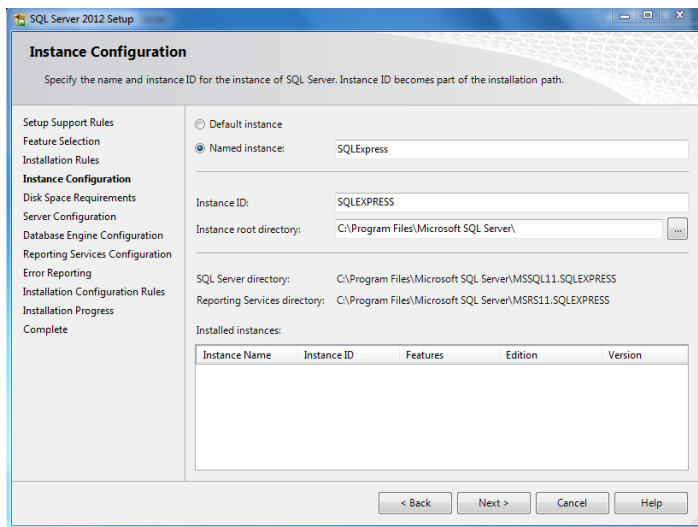 SQL Server 2012 Setup
Instance Configuration
Specify the name and instance ID for the instance of SQL Server. Instance ID becomes part of the installation path.
Setup Support Rules
Feature Selection
Installation Rules
Instance Configuration
Disk Space Requirements
Server Configuration
Database Engine Configuration
Reporting Services Configuration
Error Reporting
Installation Configuration Rules
Installation Progress
Complete
Default instance
Named instance: SQLExpress
Instance ID: SQLEXPRESS
Instance root directory: C:\Program Files\Microsoft SQL Server\ ...
SQL Server directory: C:\Program Files\Microsoft SQL Server\MSSQL11.SQLEXPRESS
Reporting Services directory: C:\Program Files\Microsoft SQL Server\MSRS11.SQLEXPRESS
Installed instances:
Instance Name Instance ID Features Edition Version
< Back Next > Cancel Help